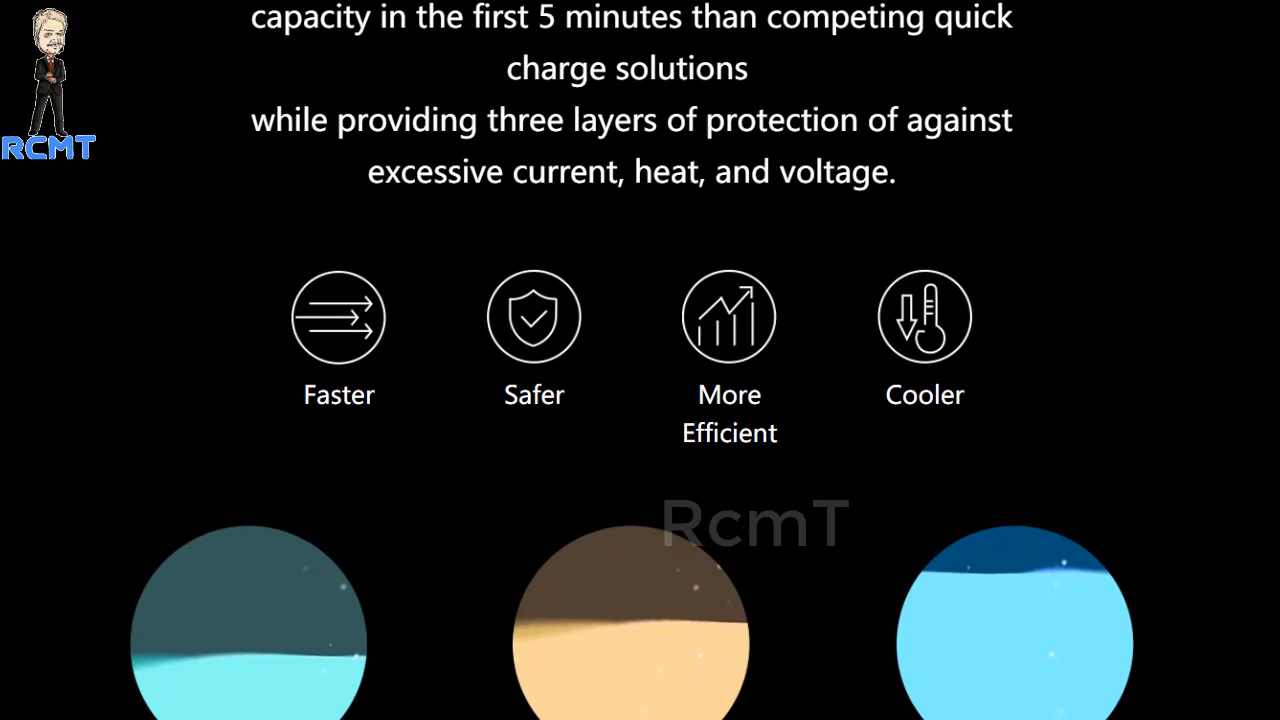 capacity in the first 5 minutes than competing quick
charge solutions
while providing three layers of protection of against
excessive current, heat, and voltage.
RCMT
Faster
Safer
More
Efficient
Cooler
RcmT